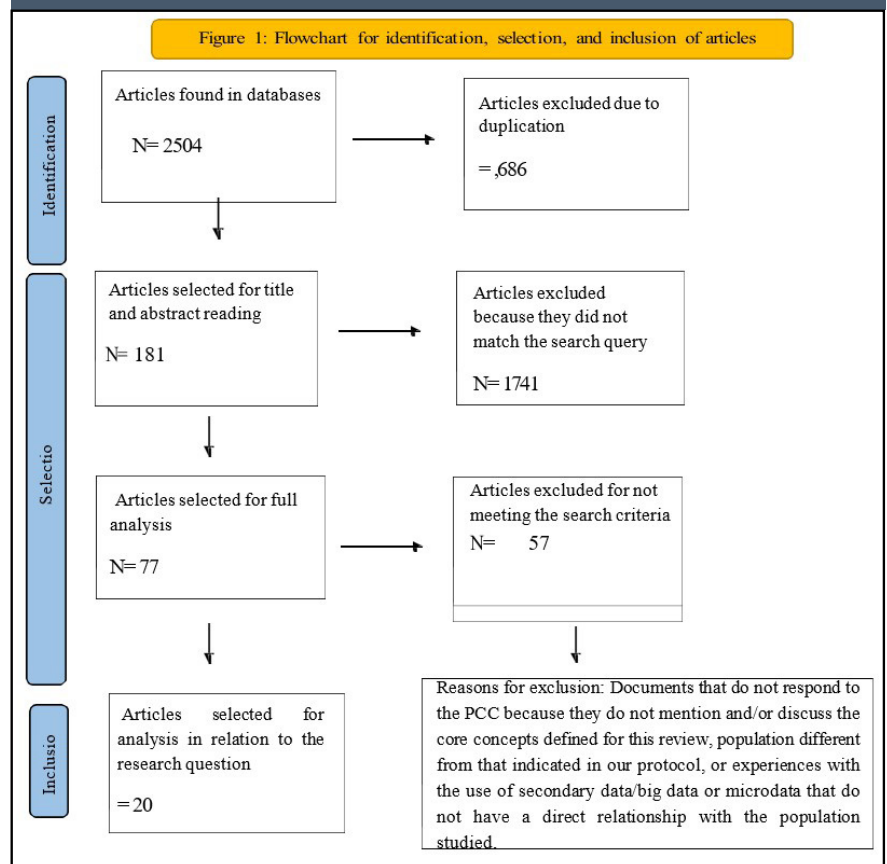 Figure 1: Flowchart for identification, selection, and inclusion of articles
Identification
Articles found in databases
N= 2504
Articles excluded due to
duplication
= ,686
Selectio
Articles selected for title
and abstract reading
N= 181
Articles excluded
because they did not
match the search query
N= 1741
Articles selected for full
analysis
N= 77
Articles excluded for not
meeting the search criteria
N= 57
Inclusio
Articles selected for
analysis in relation to the
research question
= 20
Reasons for exclusion: Documents that do not respond to
the PCC because they do not mention and/or discuss the
core concepts defined for this review, population different
from that indicated in our protocol, or experiences with
the use of secondary data/big data or microdata that do
not have a direct relationship with the population
studied.